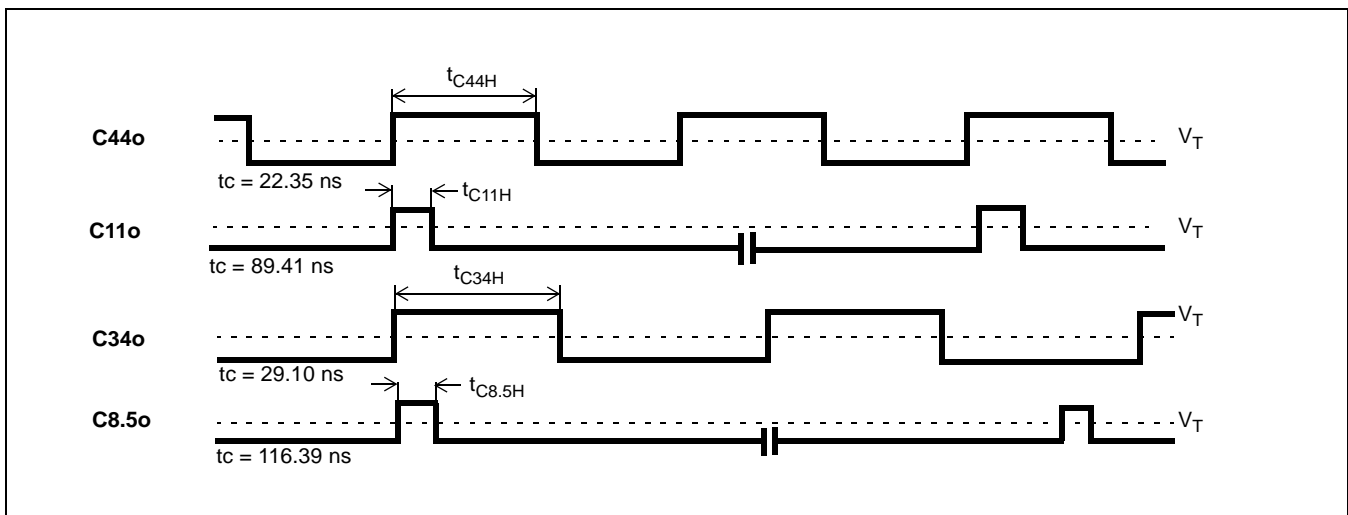 tC44H
C44o
VT
tc = 22.35 ns
tC11H
C11o
VT
tc = 89.41 ns
tC34H
VT
C34o
tc = 29.10 ns
tC8.5H
C8.5o
VT
tc = 116.39 ns